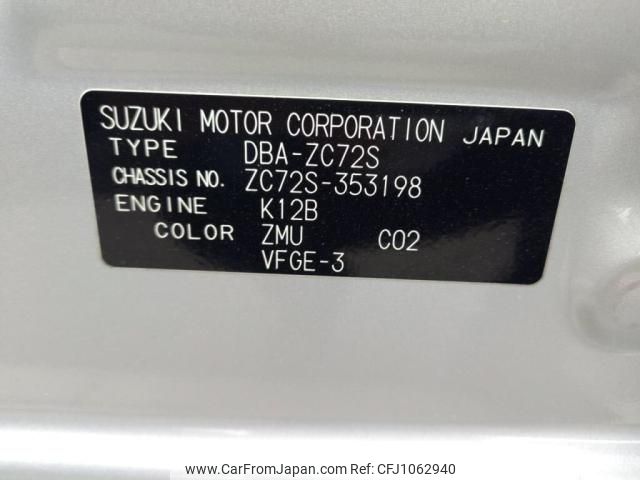 SUZUKI MOTOR CORPORATION JAPAN
TYPE DBA-ZC72S
CHASSIS NO. ZC72S-353198
ENGINE K12B
COLOR ZMU C02
VFGE-3
www.CarFromJapan.com - CFJ1062940